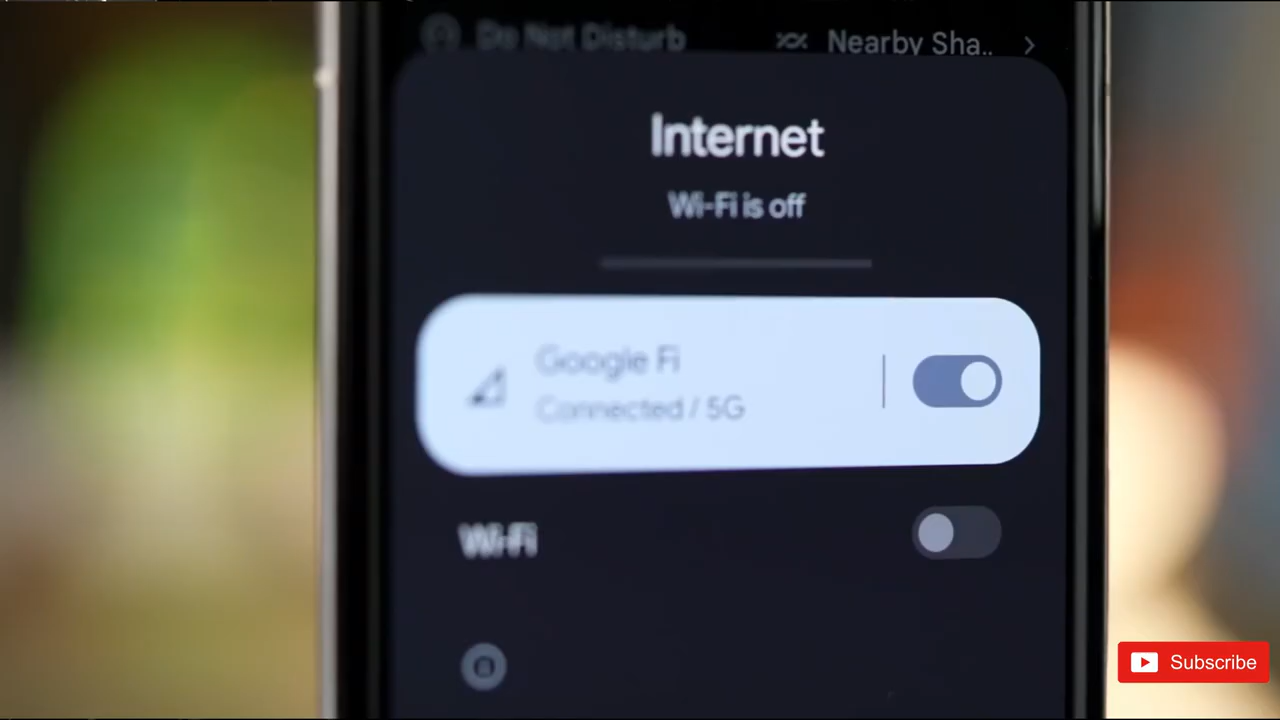 Do Not Disturb
Nearby Sha..
Internet
Wi-Fi is off
Google Fi
Connected / 5G
Wi-Fi
Subscribe